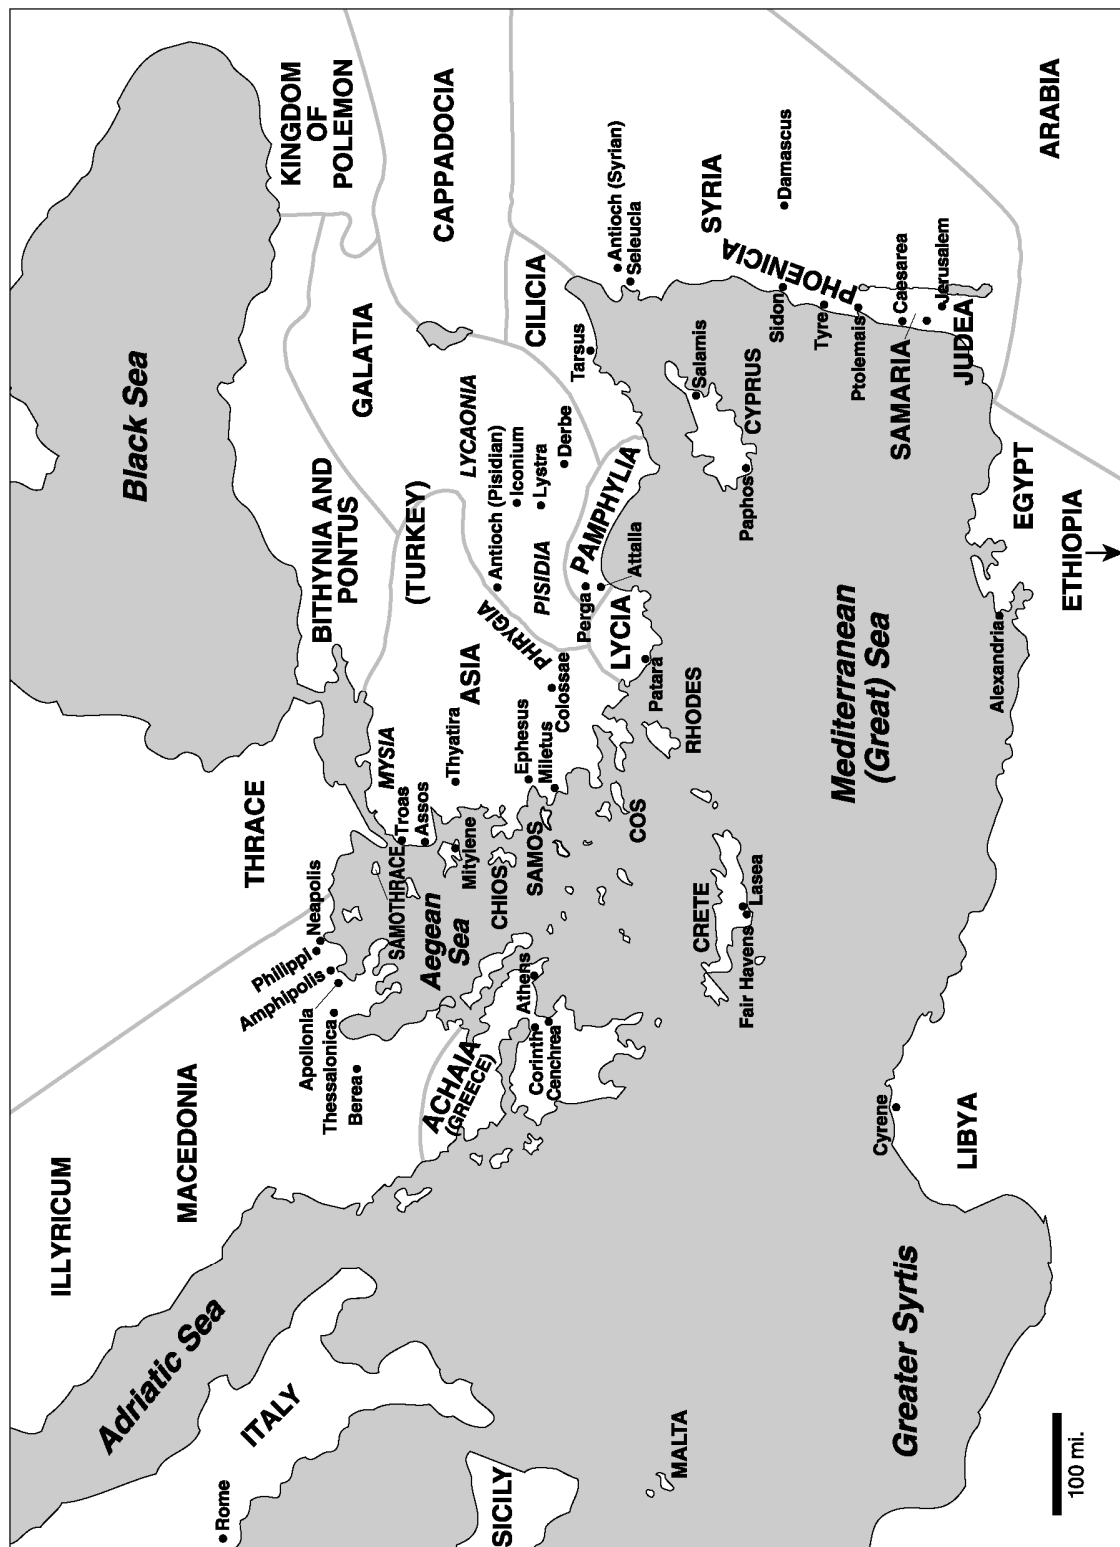 Black Sea
ILLYRICUM
MACEDONIA
THRACE
Adriatic Sea
ITALY
Rome
SICILY
Philippi
Neapolis
Amphipolis
Apollonla
Thessalonica
Berea
BITHYNIA AND
PONTUS
KINGDOM
OF
POLEMON
GALATIA
CAPPADOCIA
(TURKEY)
MYSIA
Troas
Assos
SAMOTHRACE
Aegean
Sea
Mitylene
Thyatira
ASIA
CHIOS
SAMOS
Ephesus
Miletus
Colossae
PHRYGIA
LYCAONIA
Antioch (Pisidian)
Iconium
Lystra
Derbe
PISIDIA
CILICIA
Tarsus
PAMPHYLIA
Perga
Attalla
LYCIA
Patara
ACHAIA
(GREECE)
Athens
Corinth
Cenchrea
COS
RHODES
CRETE
Lasea
Fair Havens
MALTA
Antioch (Syrian)
Seleucla
SYRIA
PHOENICIA
Damascus
Salamis
CYPRUS
Paphos
Sidon
Tyre
Ptolemais
Caesarea
SAMARIA
Jerusalem
JUDEA
ARABIA
Mediterranean
(Great) Sea
Cyrene
LIBYA
Greater Syrtis
Alexandria
EGYPT
ETHIOPIA
100 mi.